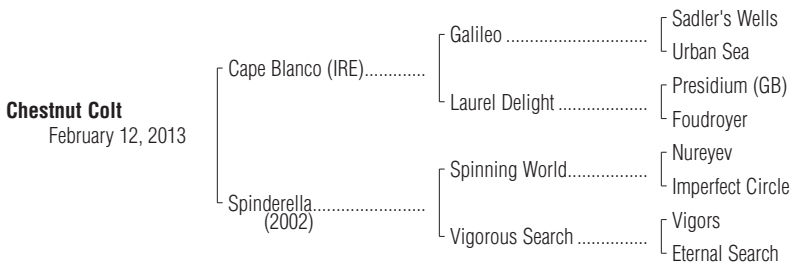 Sadler's Wells
Galileo ..............................
Urban Sea
Cape Blanco (IRE).............
Presidium (GB)
Laurel Delight ...................
Foudroyer
Chestnut Colt
February 12, 2013
Nureyev
Spinning World.................
Imperfect Circle
Spinderella........................
(2002)
Vigors
Vigorous Search ...............
Eternal Search